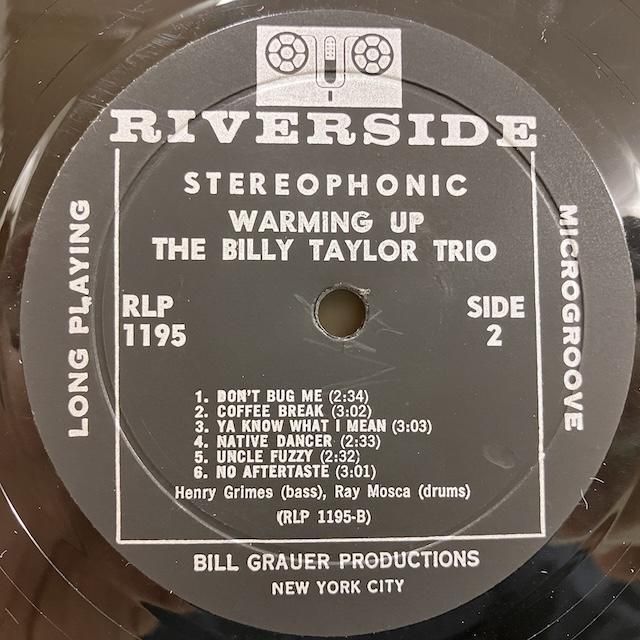 RIVERSIDE
STEREOPHONIC
WARMING UP
THE BILLY TAYLOR TRIO
RLP
1195
SIDE
2
LONG PLAYING
MICROGROOVE
1. DON'T BUG ME (2:34)
2. COFFEE BREAK (3:02)
3. YA KNOW WHAT I MEAN (3:03)
4. NATIVE DANCER (2:33)
5. UNCLE FUZZY (2:32)
6. NO AFTERTASTE (3:01)
Henry Grimes (bass), Ray Mosca (drums)
(RLP 1195-B)
BILL GRAUER PRODUCTIONS
NEW YORK CITY